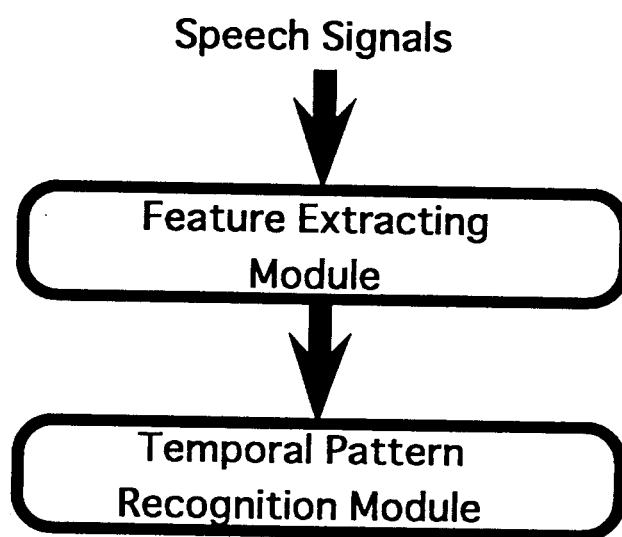 Speech Signals
Feature Extracting
Module
Temporal Pattern
Recognition Module